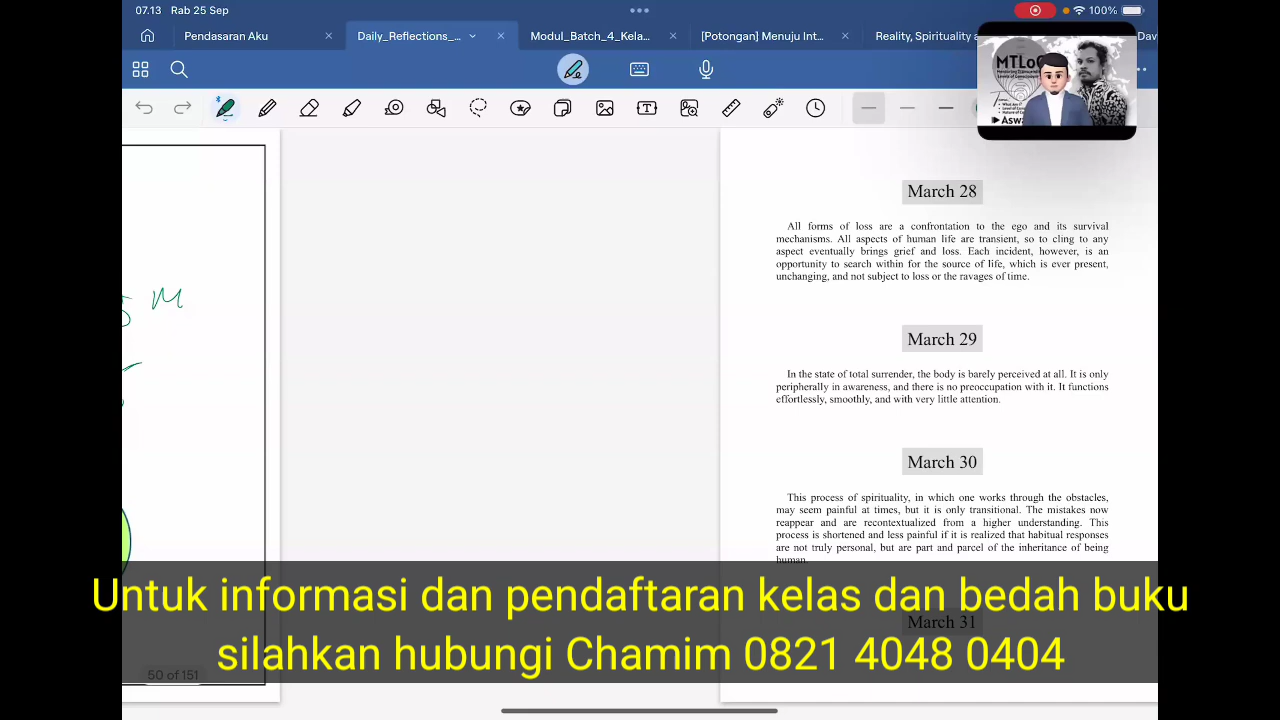 07.13 Rab 25 Sep
100%
Pendasaran Aku
Daily_Reflections_...
Modul_Batch_4_Kela...
[Potongan] Menuju Int...
Reality, Spirituality
Dav
MTLoC
Asw
March 28
All forms of loss are a confrontation to the ego and its survival
mechanisms. All aspects of human life are transient, so to cling to any
aspect eventually brings grief and loss. Each incident, however, is an
opportunity to search within for the source of life, which is ever present,
unchanging, and not subject to loss or the ravages of time.
M
March 29
In the state of total surrender, the body is barely perceived at all. It is only
peripherally in awareness, and there is no preoccupation with it. It functions
effortlessly, smoothly, and with very little attention.
March 30
This process of spirituality, in which one works through the obstacles,
may seem painful at times, but it is only transitional. The mistakes now
reappear and are recontextualized from a higher understanding. This
process is shortened and less painful if it is realized that habitual responses
are not truly personal, but are part and parcel of the inheritance of being
human.
March 31
Untuk informasi dan pendaftaran kelas dan bedah buku
silahkan hubungi Chamim 0821 4048 0404
50 of 151